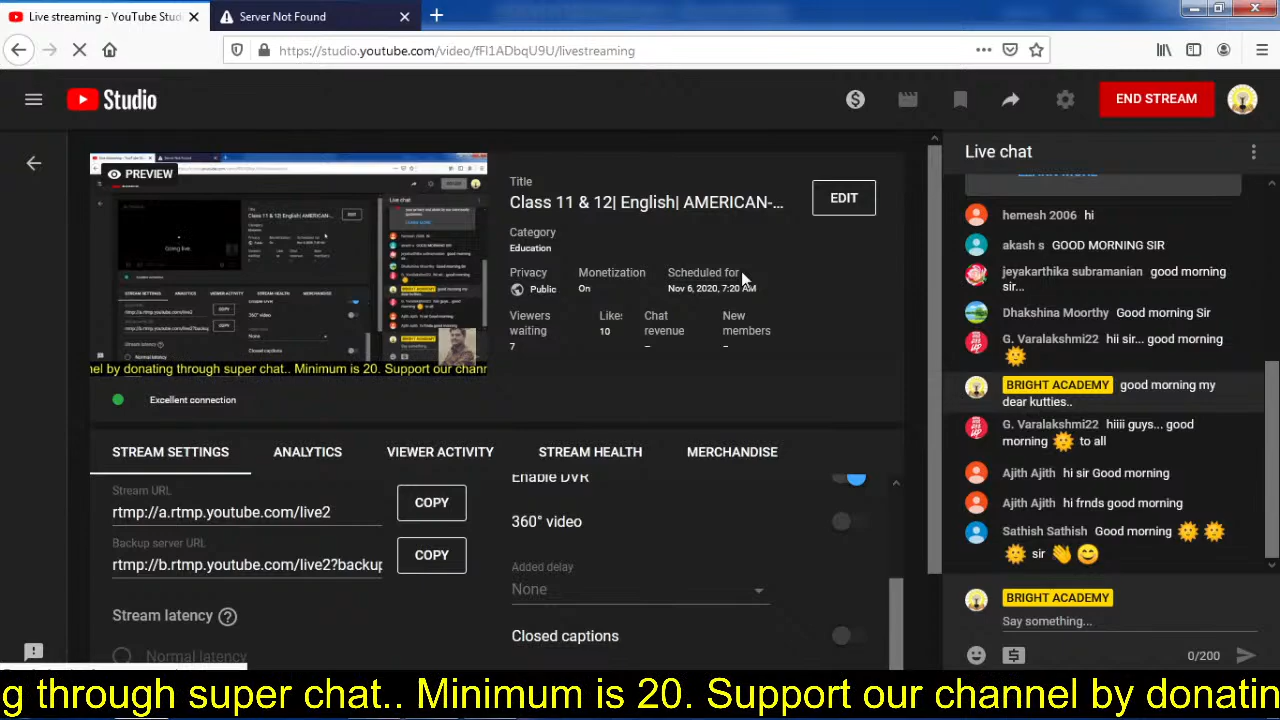 Live streaming - YouTube Stud
Server Not Found
https://studio.youtube.com/video/fFI1ADbqU9U/livestreaming
Studio
END STREAM
PREVIEW
Title
Class 11 & 12| English| AMERICAN-...
EDIT
Category
Education
Privacy
Monetization
Scheduled for
Public
On
Nov 6, 2020, 7:20 AM
Viewers waiting
Likes
Chat revenue
New members
7
10
–
–
nel by donating through super chat.. Minimum is 20. Support our chann
Excellent connection
STREAM SETTINGS
ANALYTICS
VIEWER ACTIVITY
STREAM HEALTH
MERCHANDISE
Stream URL
rtmp://a.rtmp.youtube.com/live2
COPY
Backup server URL
rtmp://b.rtmp.youtube.com/live2?backup
COPY
Stream latency
Normal latency
Enable DVR
360° video
Added delay
None
Closed captions
Live chat
LEARN MORE
hemesh 2006 hi
akash s GOOD MORNING SIR
jeyakarthika subramanian good morning
sir...
Dhakshina Moorthy Good morning Sir
G. Varalakshmi22 hii sir... good morning
🌞
BRIGHT ACADEMY good morning my
dear kutties..
G. Varalakshmi22 hiiii guys... good
morning 🌞 to all
Ajith Ajith hi sir Good morning
Ajith Ajith hi frnds good morning
Sathish Sathish Good morning 🌞 🌞
🌞 sir 👋 😊
BRIGHT ACADEMY
Say something...
0/200
g through super chat.. Minimum is 20. Support our channel by donatin